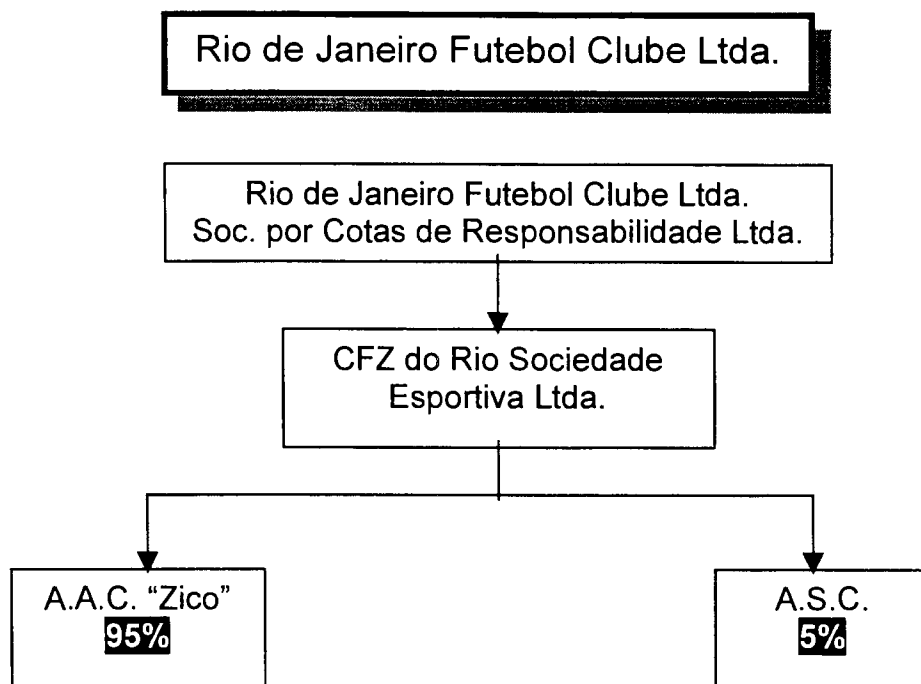 Rio de Janeiro Futebol Clube Ltda.
Rio de Janeiro Futebol Clube Ltda.
Soc. por Cotas de Responsabilidade Ltda.
CFZ do Rio Sociedade
Esportiva Ltda.
A.A.C. “Zico”
95%
A.S.C.
5%